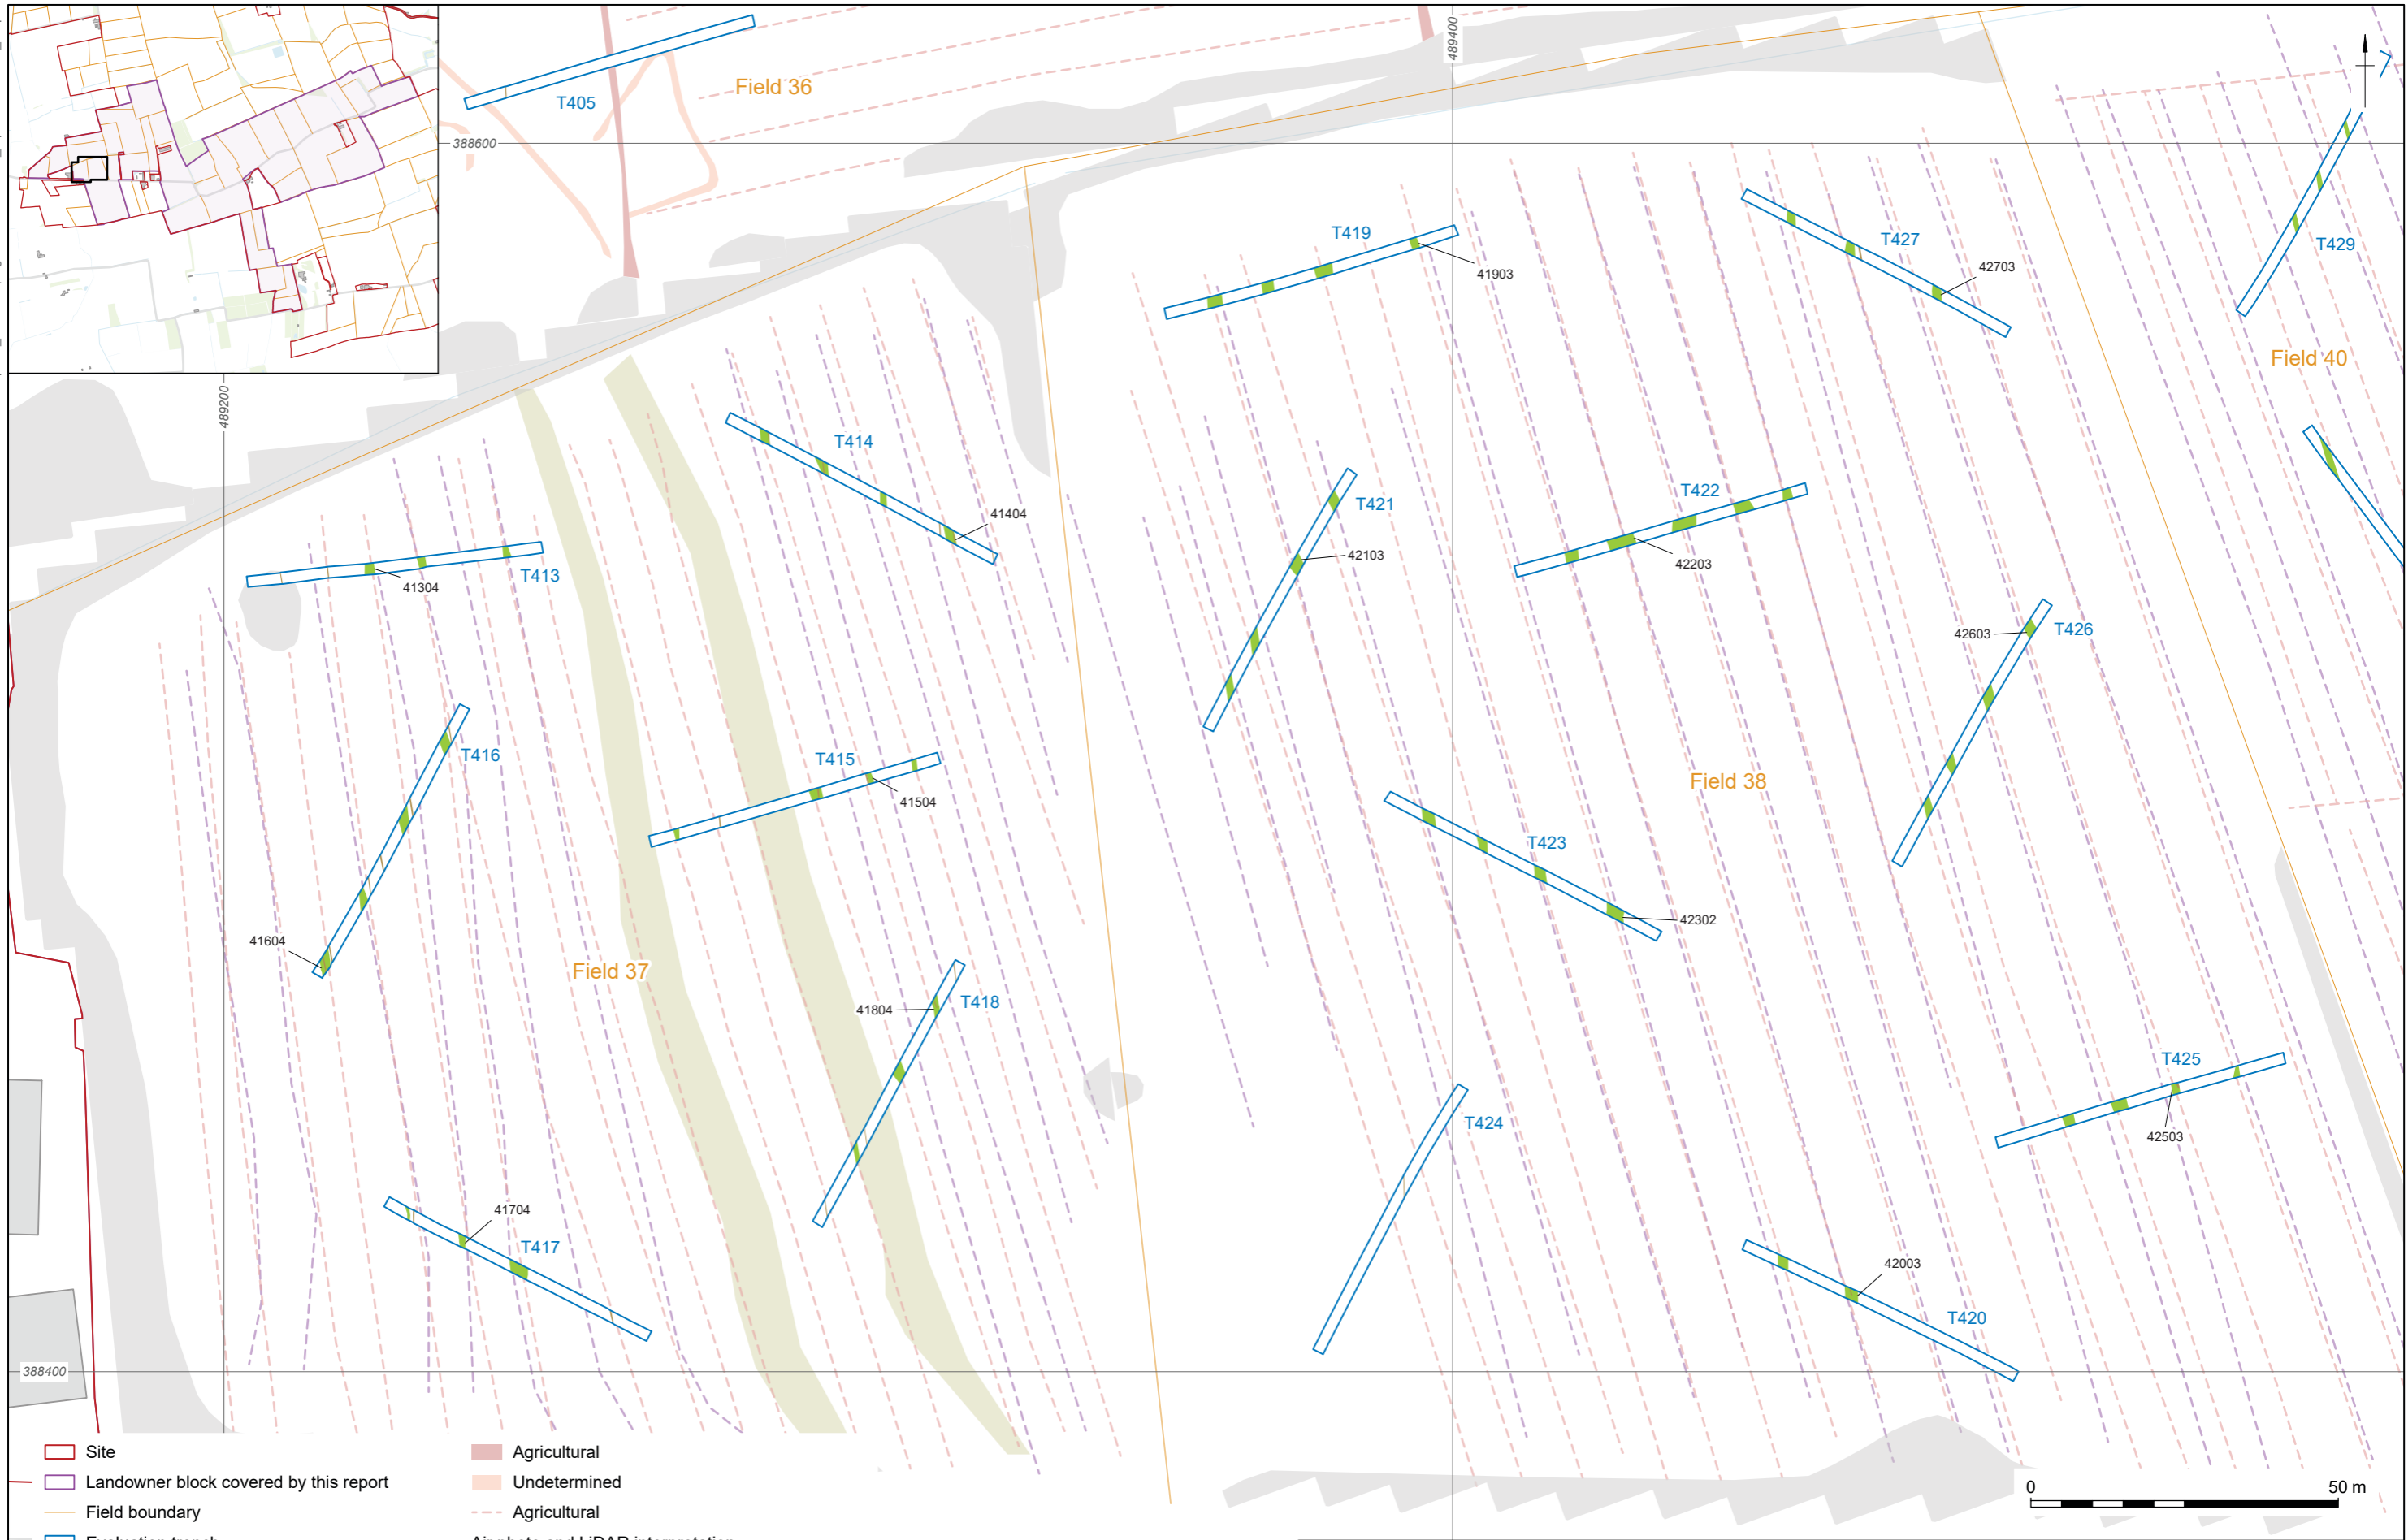 489400
T405
Field 36
388600
T419
41903
T427
42703
T429
Field 40
489200
T414
41404
T413
41304
T421
42103
T422
42203
42603
T426
T416
T415
41504
Field 38
T423
42302
41604
Field 37
41804
T418
T424
T425
42503
41704
T417
42003
T420
388400
Site
Landowner block covered by this report
Field boundary
Agricultural
Undetermined
Agricultural
0 50 m